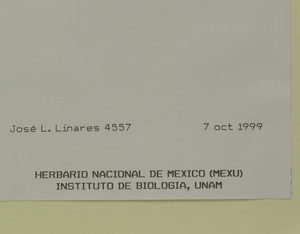 José L. Linares 4557 7 oct 1999
HERBARIO NACIONAL DE MEXICO (MEXU)
INSTITUTO DE BIOLOGIA, UNAM